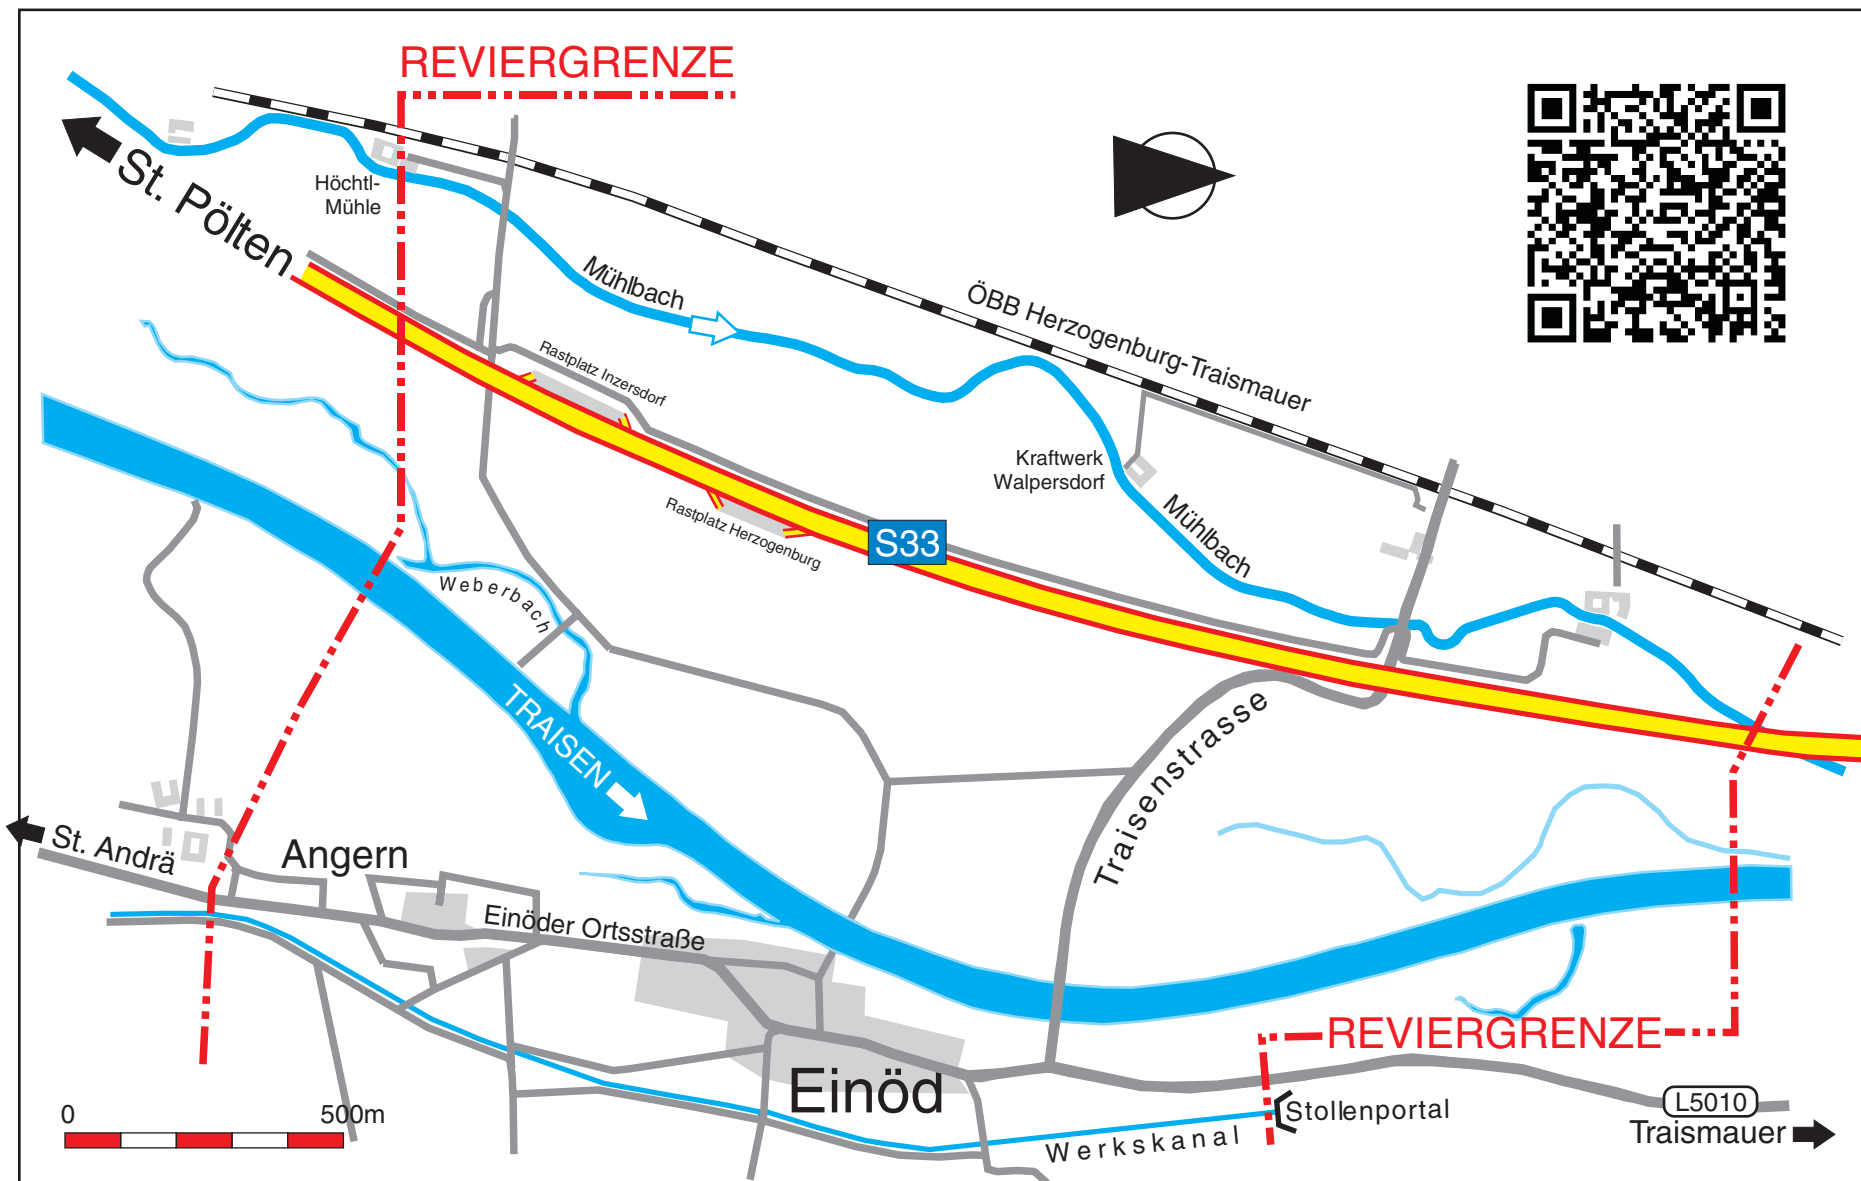 REVIERGRENZE
St. Pölten
Höchtl-
Mühle
Mühlbach
ÖBB Herzogenburg-Traismauer
Rastplatz Inzersdorf
Rastplatz Herzogenburg
S33
Kraftwerk
Walpersdorf
Mühlbach
Weberbach
TRAISEN
Traisenstrasse
St. Andrä
Angern
Einöder Ortsstraße
Einöd
REVIERGRENZE
Stollenportal
Werkskanal
L5010
Traismauer
0 500m